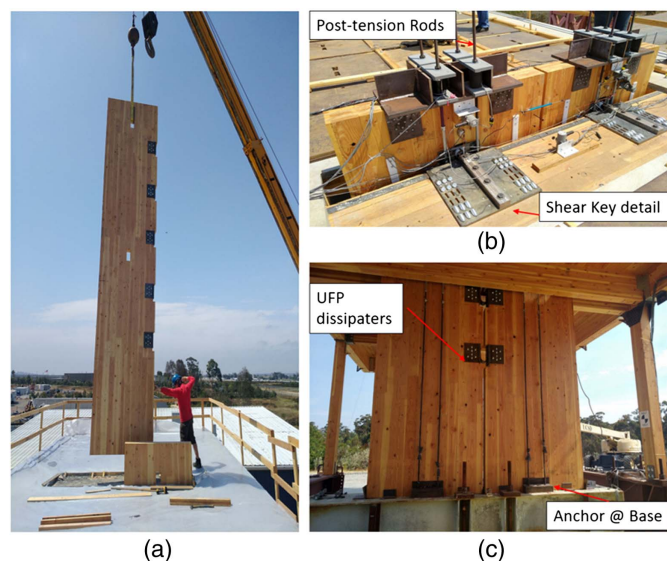 Post-tension Rods
Shear Key detail
(b)
UFP
dissipaters
Anchor @ Base
(a)
(c)